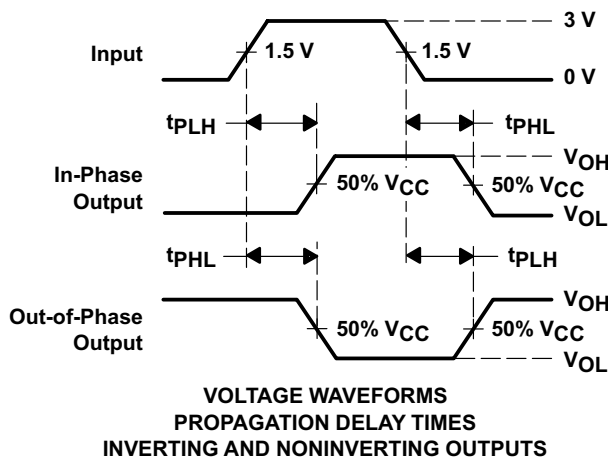 3 V
Input
1.5 V
1.5 V
0 V
tPLH
tPHL
VOH
In-Phase
Output
50% VCC
50% VCC
VOL
tPHL
tPLH
VOH
Out-of-Phase
Output
50% VCC
50% VCC
VOL
VOLTAGE WAVEFORMS
PROPAGATION DELAY TIMES
INVERTING AND NONINVERTING OUTPUTS